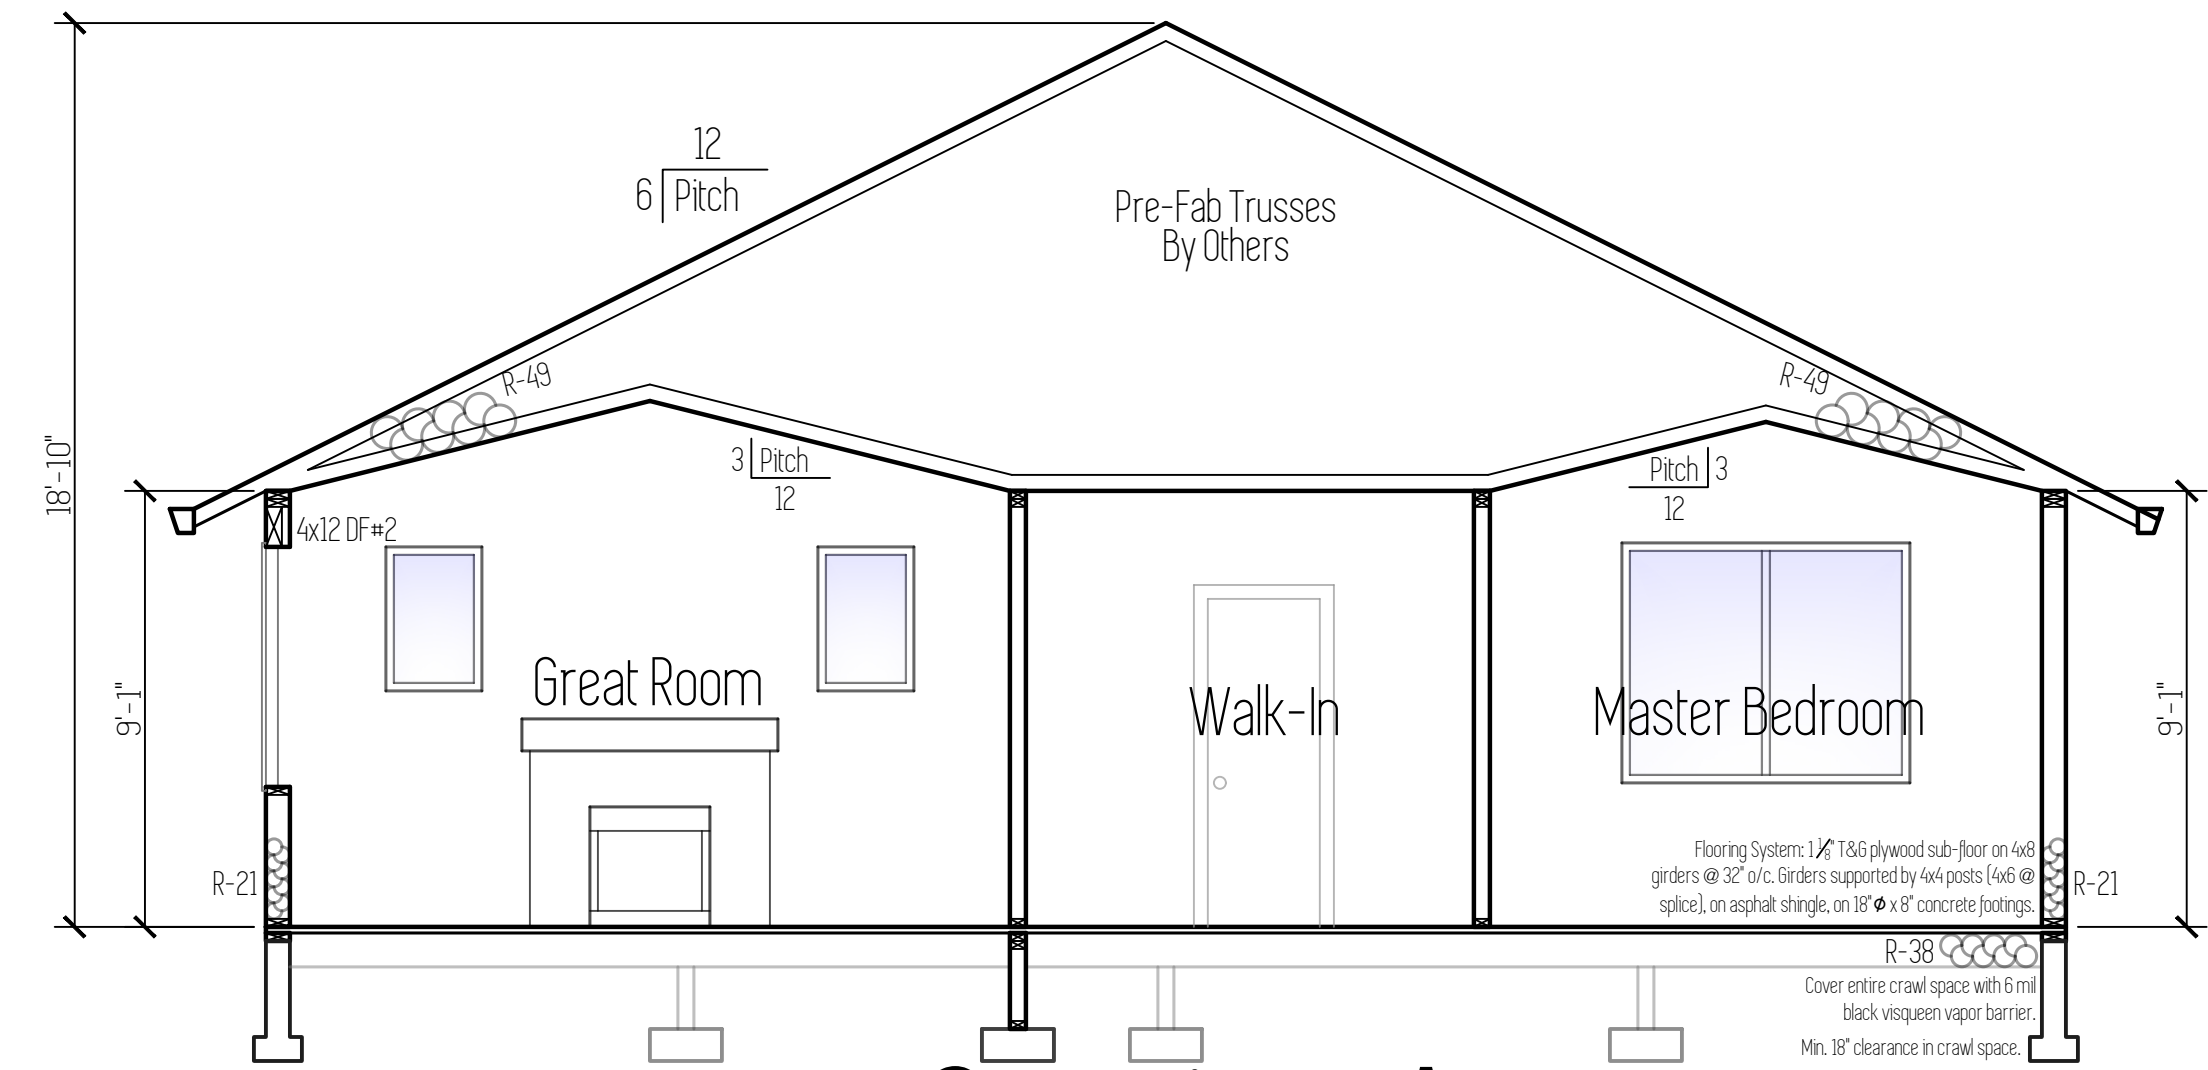 12
6 Pitch
Pre-Fab Trusses
By Others
R-49
R-49
18'-10"
3 Pitch
12
Pitch 3
12
4x12 DF#2
Great Room
Walk-In
Master Bedroom
9'-1"
9'-1"
R-21
R-21
Flooring System: 1 1/8" T&G plywood sub-floor on 4x8
girders @ 32" o/c. Girders supported by 4x4 posts (4x6 @
splice), on asphalt shingle, on 18"Φ x 8" concrete footings.
R-38
Cover entire crawl space with 6 mil
black visqueen vapor barrier.
Min. 18" clearance in crawl space.